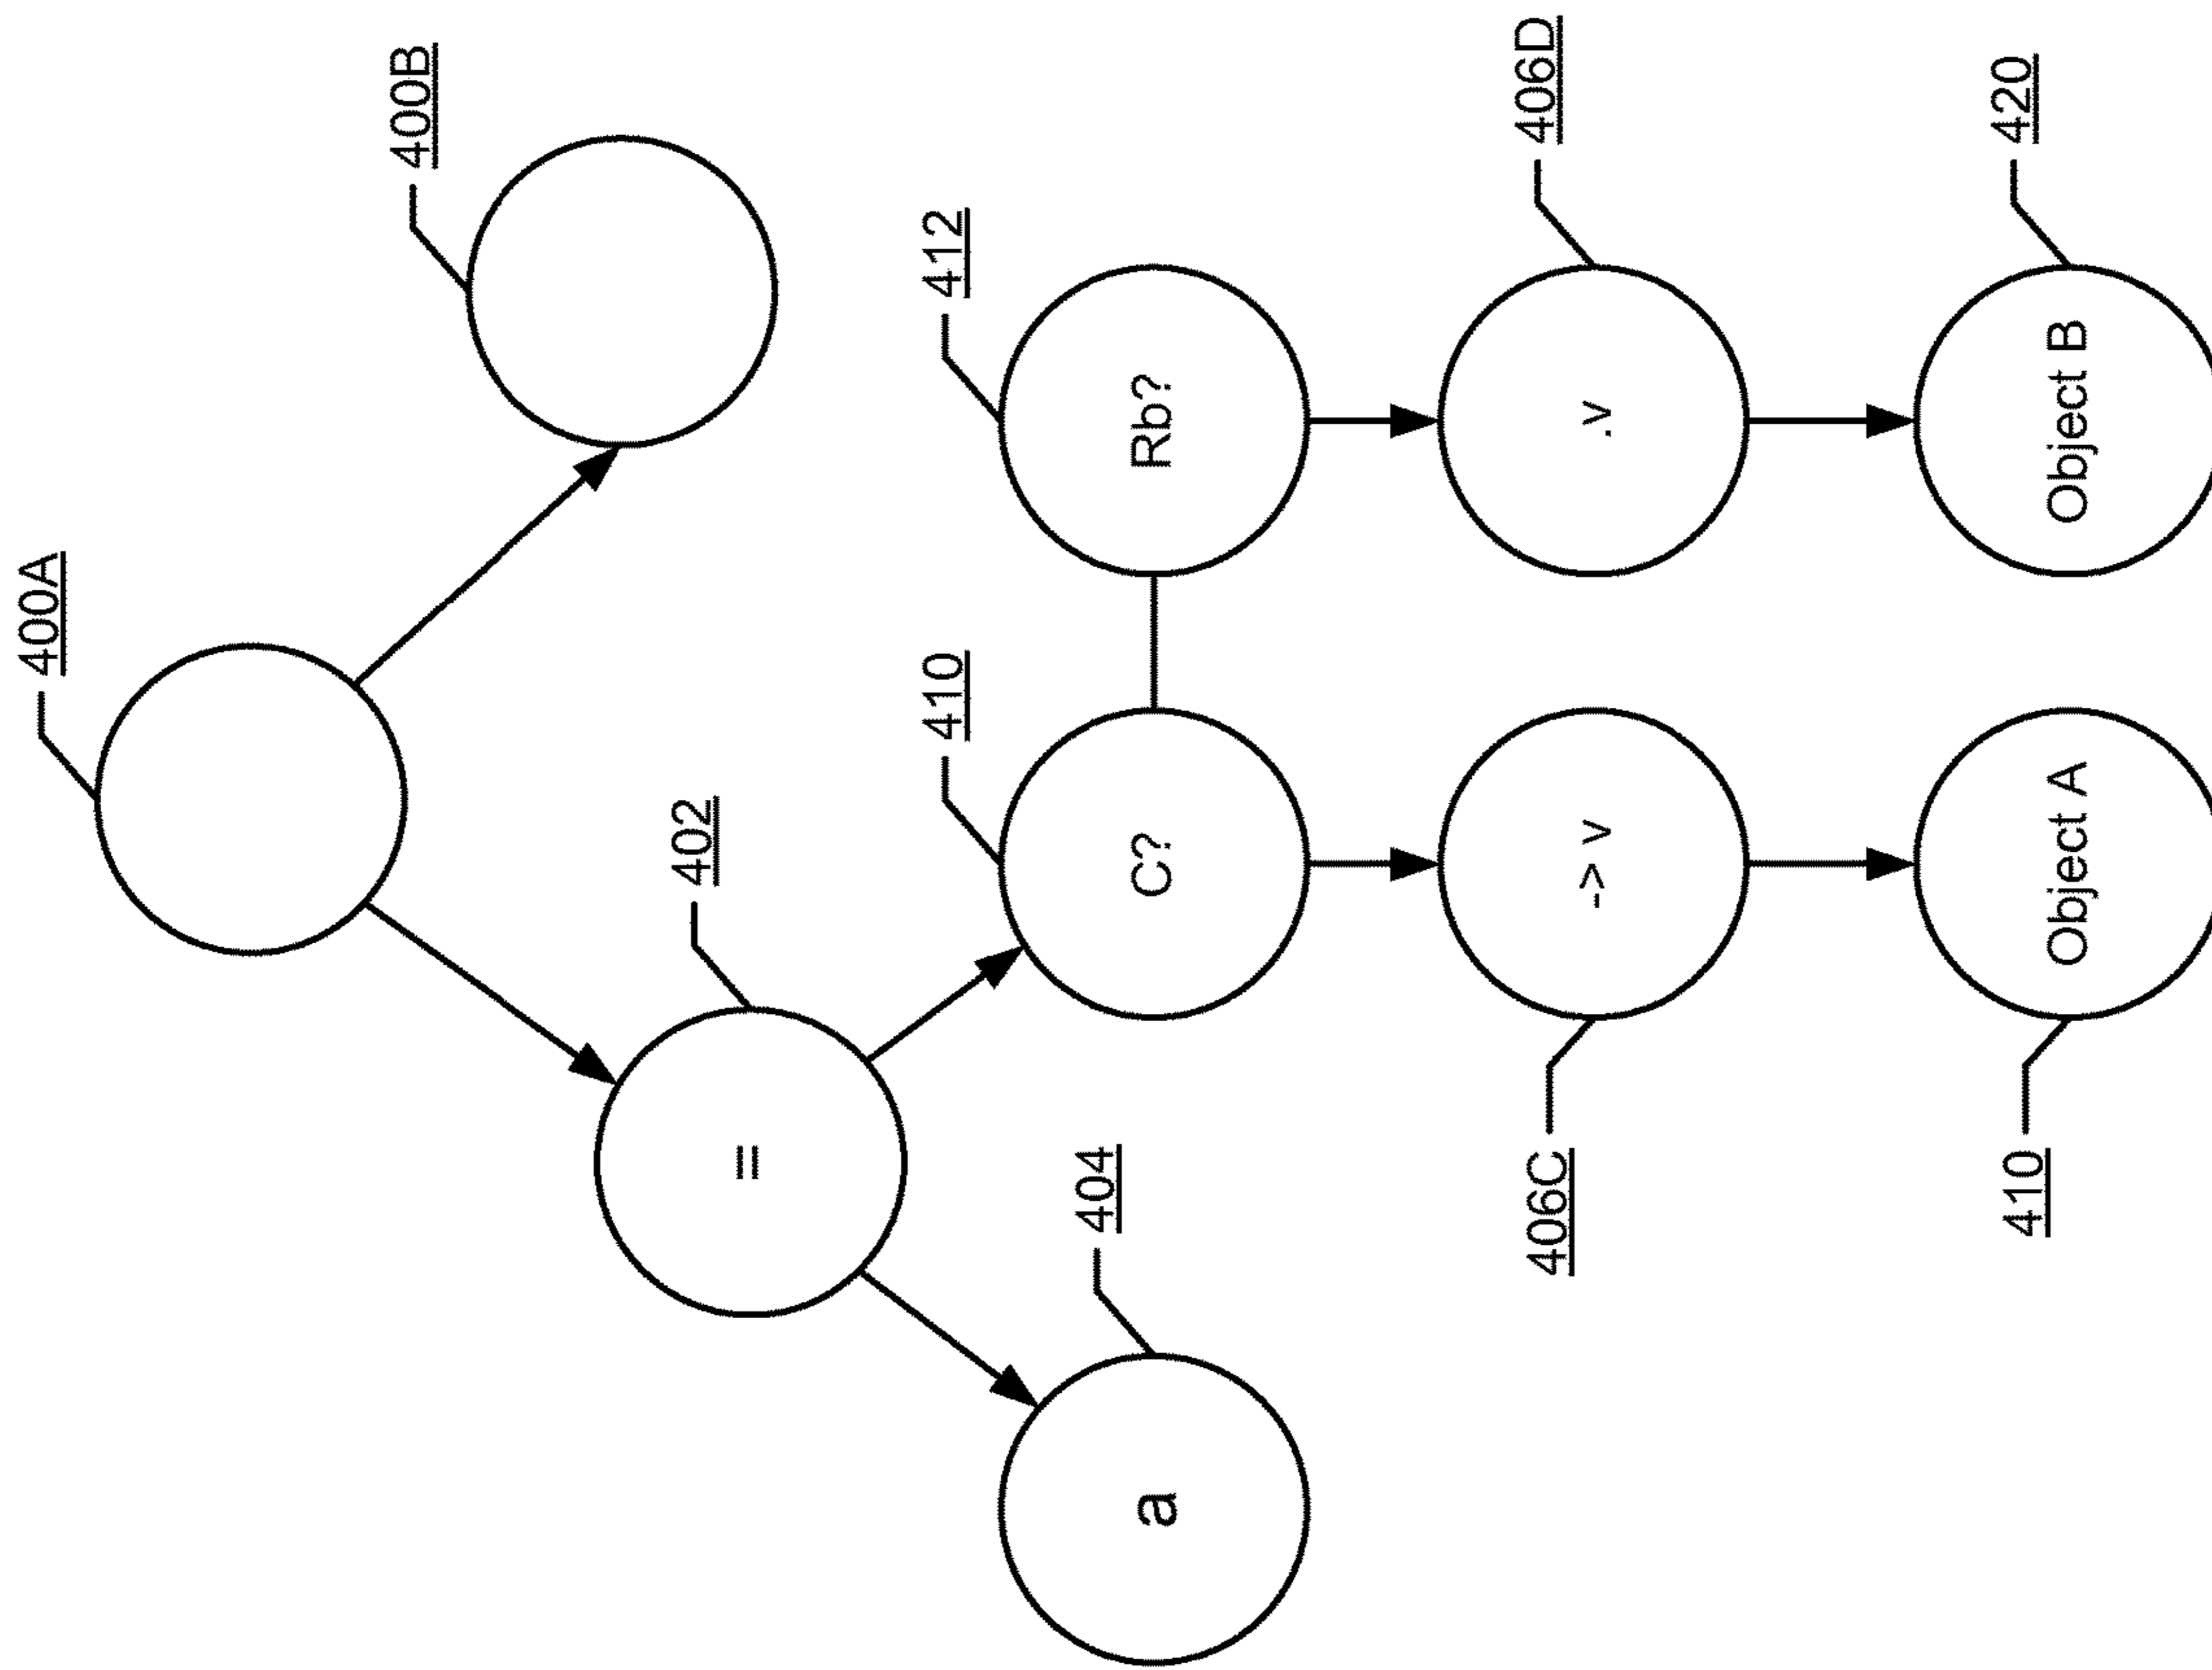 400A
400B
402
=
404
a
410
C?
412
Rb?
406C
-> v
406D
.v
410
Object A
420
Object B